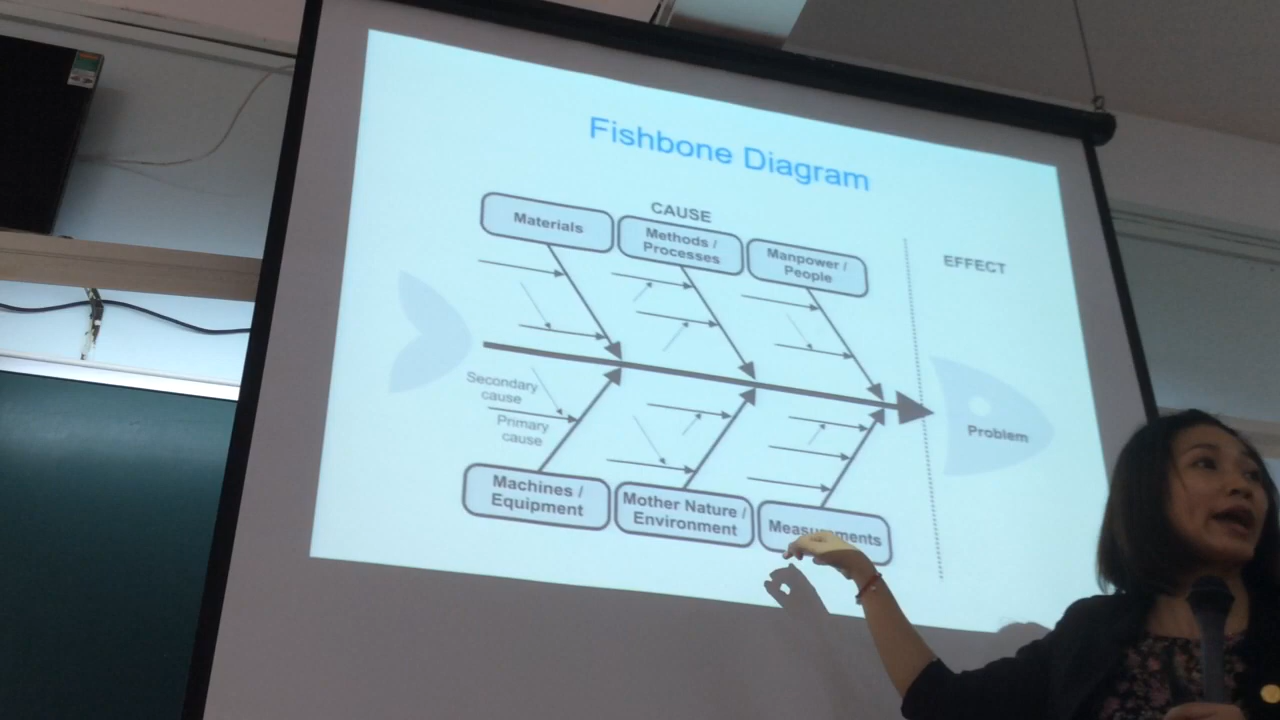 Fishbone Diagram
CAUSE
Materials
Methods /
Processes
Manpower /
People
EFFECT
Secondary
cause
Primary
cause
Problem
Machines /
Equipment
Mother Nature /
Environment
Measurements